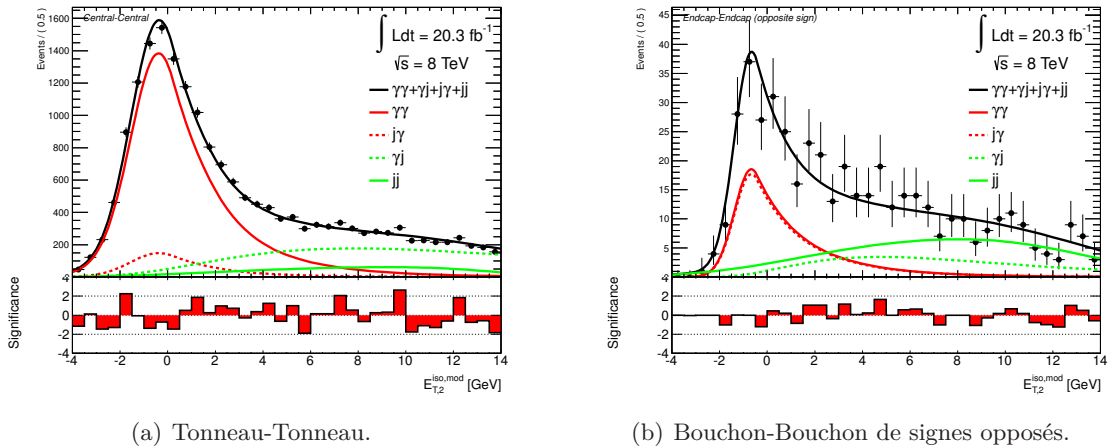 Central-Central
Events / ( 0.5 )
1600
1400
1200
1000
800
600
400
200
∫ Ldt = 20.3 fb⁻¹
√s = 8 TeV
γγ+γj+jγ+jj
γγ
jγ
γj
jj
Significance
2
0
-2
-4
-4 -2 0 2 4 6 8 10 12 14
E_{T,2}^{iso,mod} [GeV]
(a) Tonneau-Tonneau.
Endcap-Endcap (opposite sign)
Events / ( 0.5 )
45
40
35
30
25
20
15
10
5
∫ Ldt = 20.3 fb⁻¹
√s = 8 TeV
γγ+γj+jγ+jj
γγ
jγ
γj
jj
Significance
2
0
-2
-4
-4 -2 0 2 4 6 8 10 12 14
E_{T,2}^{iso,mod} [GeV]
(b) Bouchon-Bouchon de signes opposés.